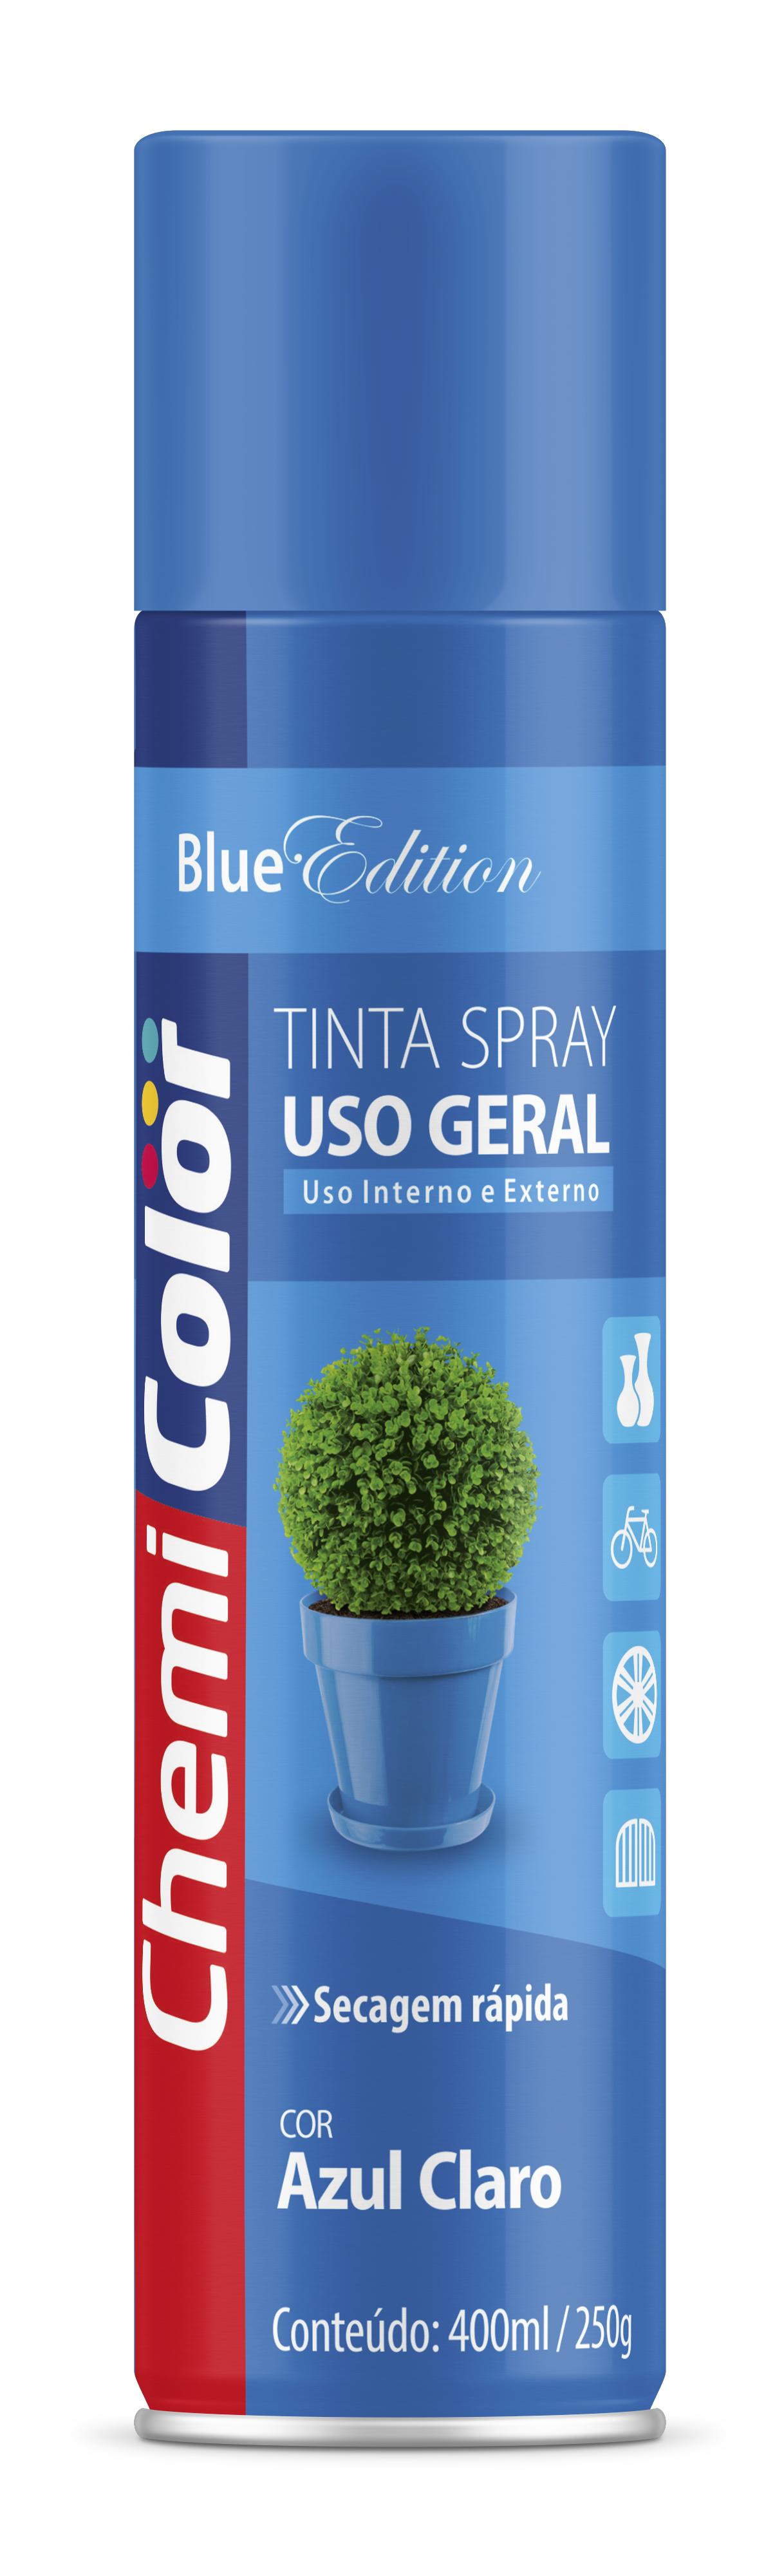 Blue Edition
TINTA SPRAY
USO GERAL
Uso Interno e Externo
ChemiColor
Secagem rápida
COR
Azul Claro
Conteúdo: 400ml / 250g